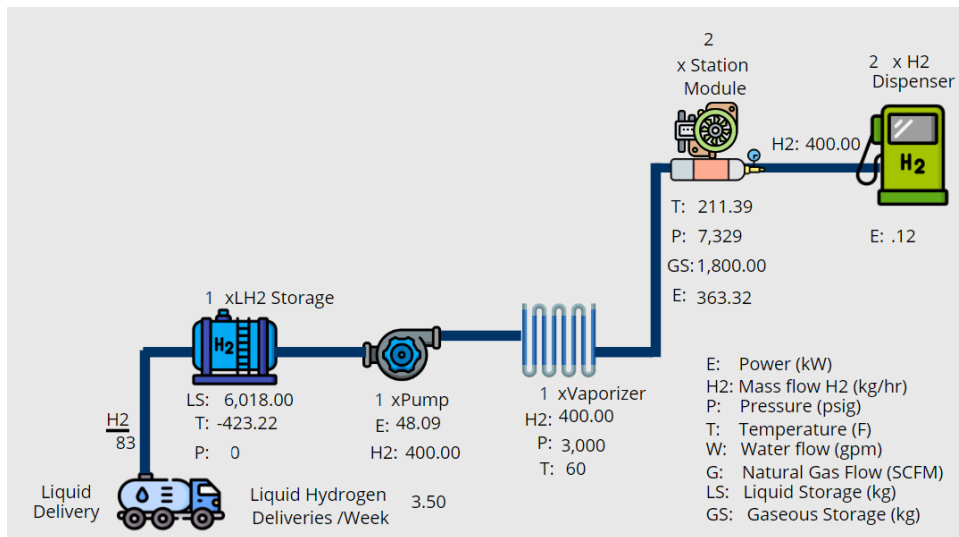 2
x Station
Module
2 x H2
Dispenser
H2: 400.00
H2
T: 211.39
P: 7,329
GS: 1,800.00
E: 363.32
E: .12
1 xLH2 Storage
H2
LS: 6,018.00
T: -423.22
P: 0
1 xPump
E: 48.09
H2: 400.00
1 xVaporizer
H2: 400.00
P: 3,000
T: 60
H2
83
Liquid
Delivery
Liquid Hydrogen
Deliveries /Week
3.50
E: Power (kW)
H2: Mass flow H2 (kg/hr)
P: Pressure (psig)
T: Temperature (F)
W: Water flow (gpm)
G: Natural Gas Flow (SCFM)
LS: Liquid Storage (kg)
GS: Gaseous Storage (kg)